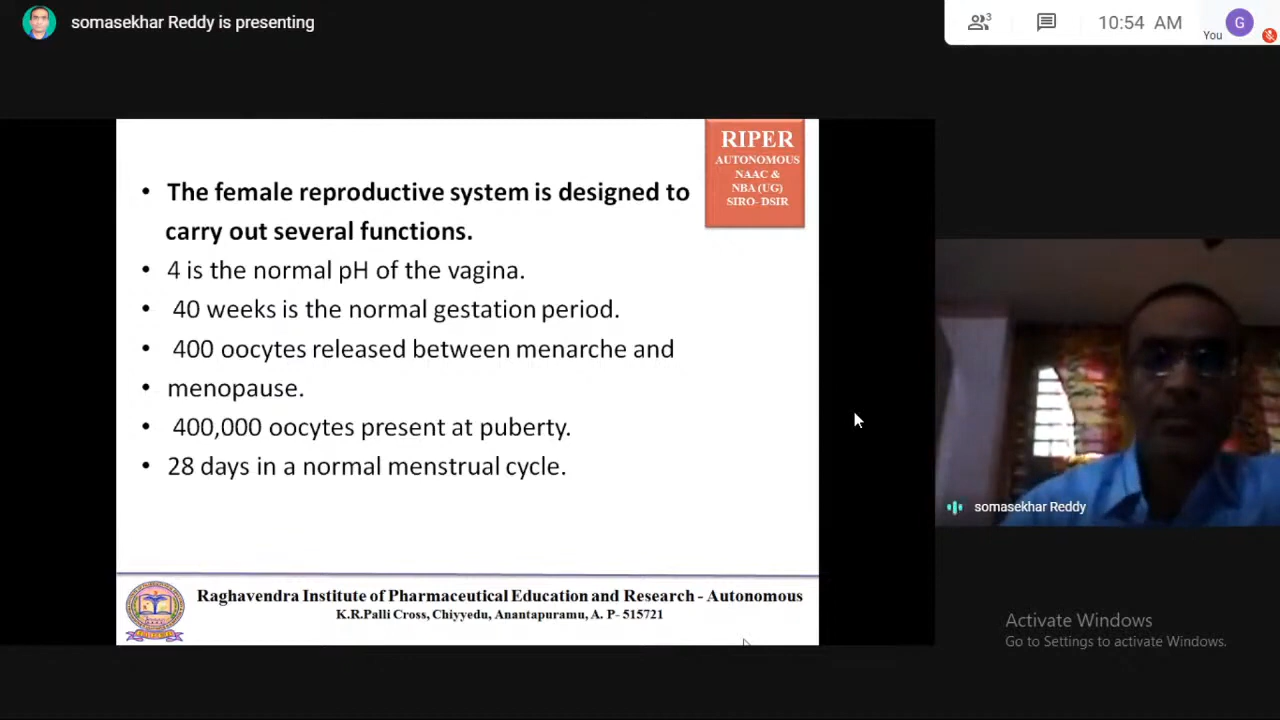 somasekhar Reddy is presenting
3
10:54 AM
You
G
RIPER
AUTONOMOUS
NAAC &
NBA (UG)
SIRO- DSIR
• The female reproductive system is designed to
carry out several functions.
• 4 is the normal pH of the vagina.
• 40 weeks is the normal gestation period.
• 400 oocytes released between menarche and
• menopause.
• 400,000 oocytes present at puberty.
• 28 days in a normal menstrual cycle.
somasekhar Reddy
Raghavendra Institute of Pharmaceutical Education and Research - Autonomous
K.R.Palli Cross, Chiyyedu, Anantapuramu, A. P- 515721
Activate Windows
Go to Settings to activate Windows.